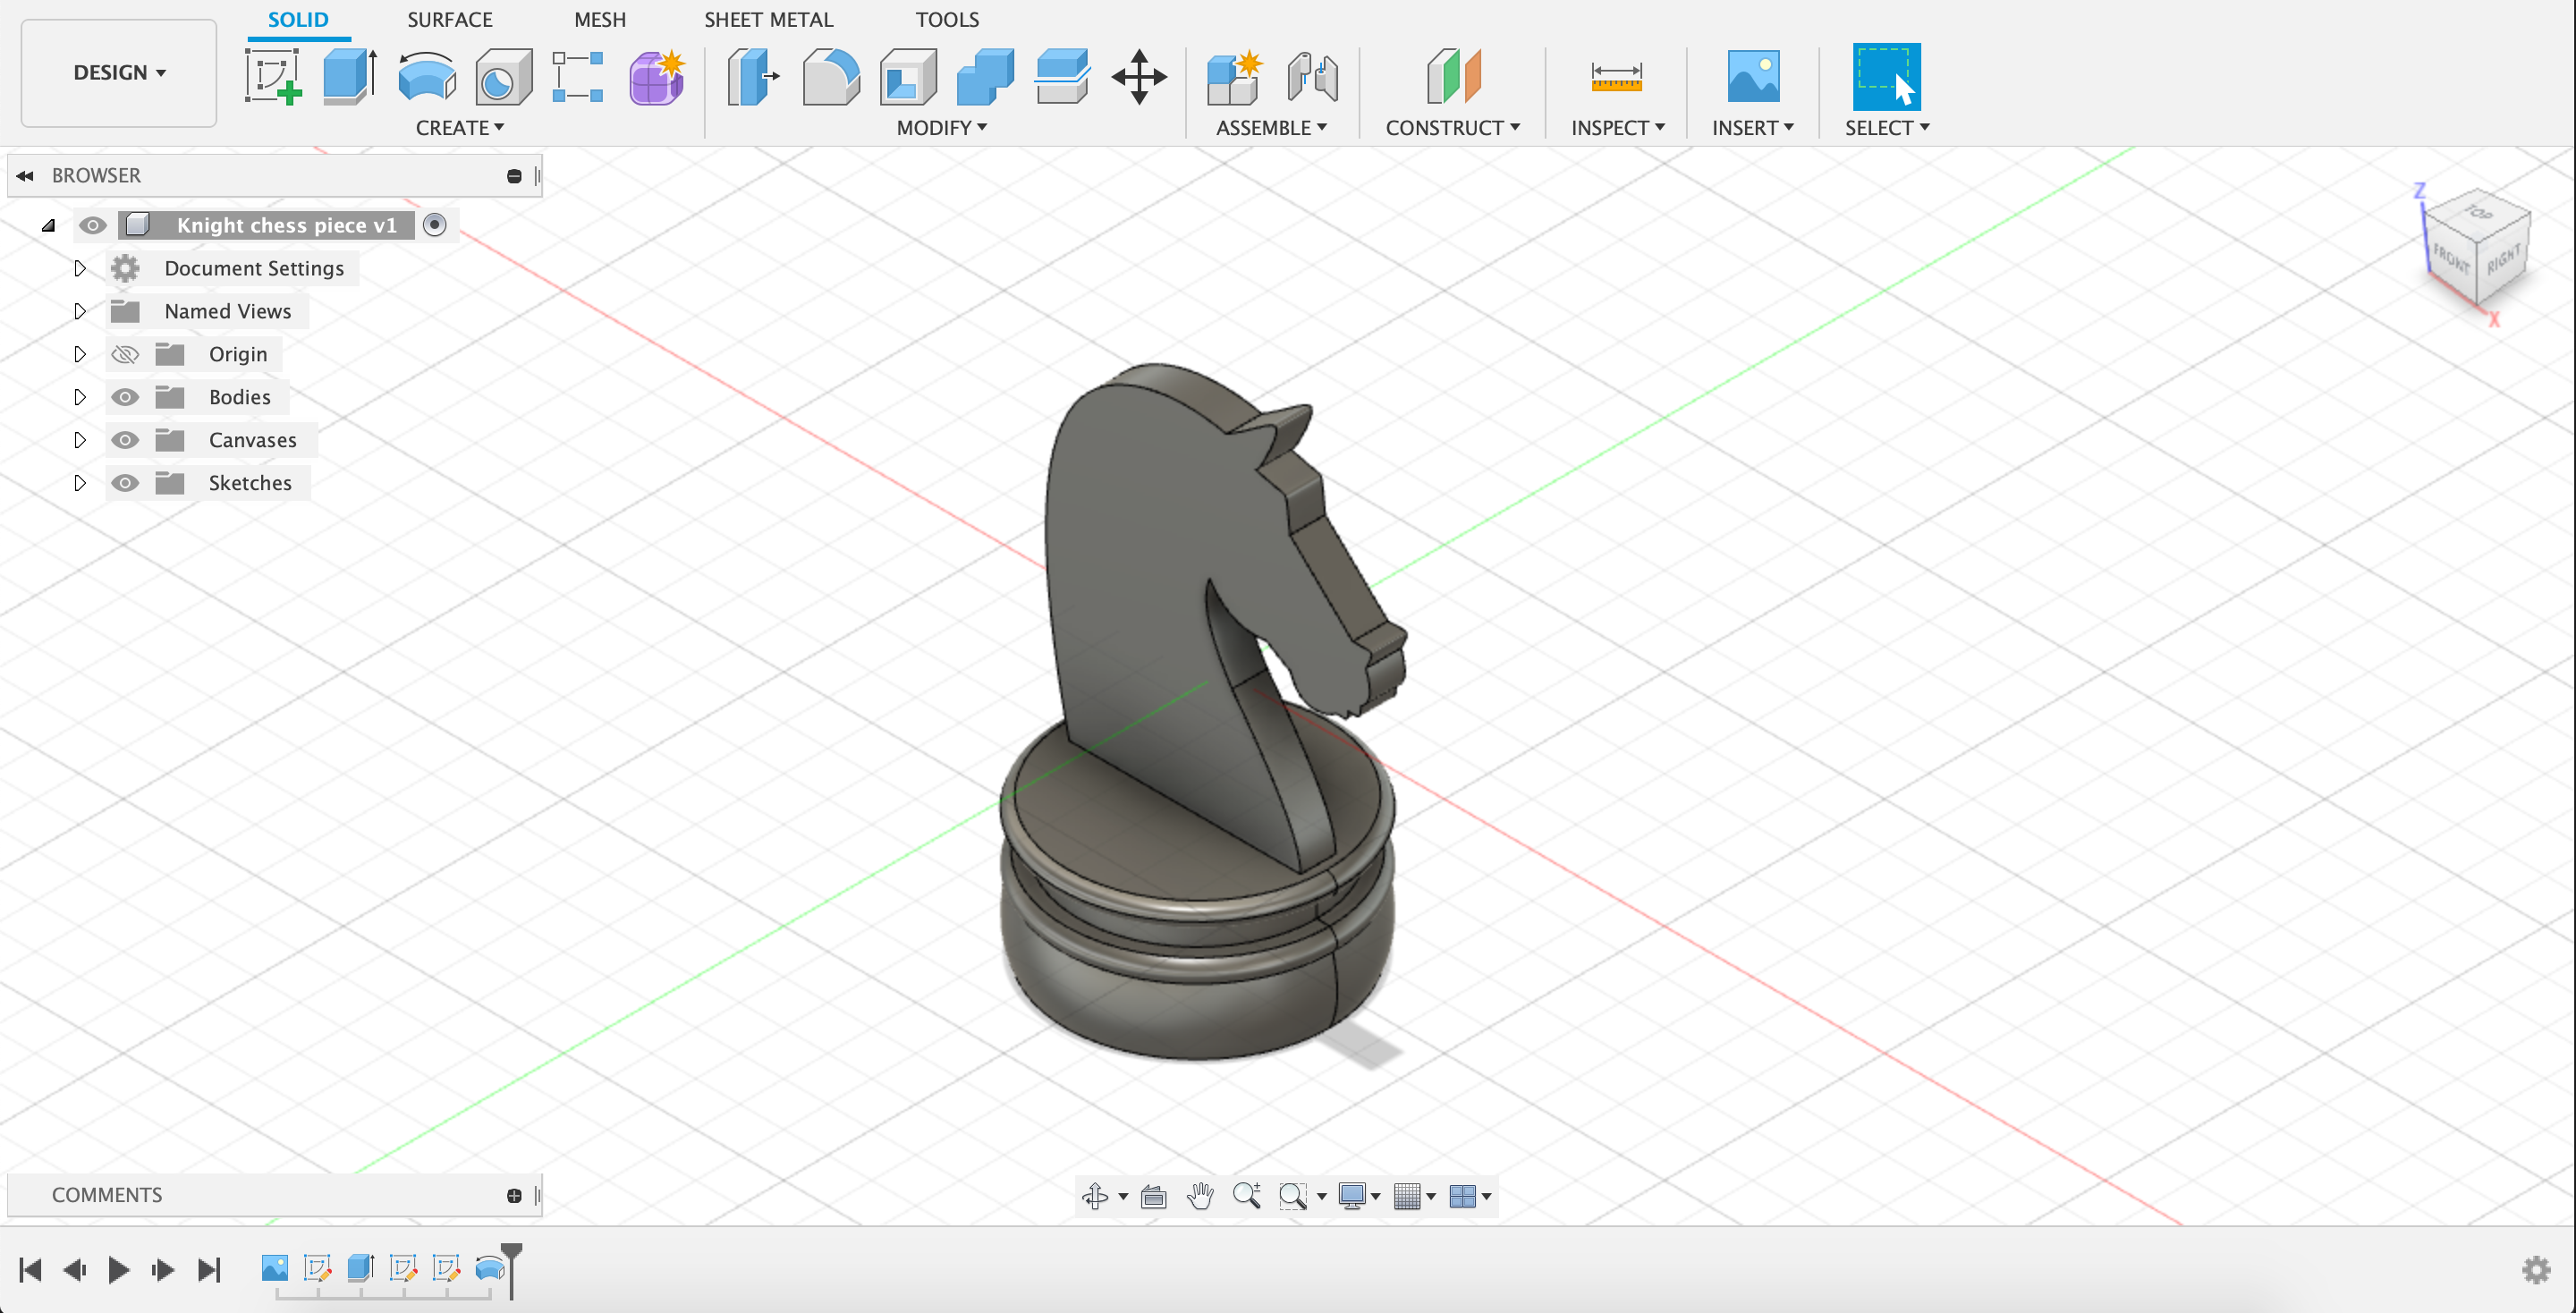 SOLID SURFACE MESH SHEET METAL TOOLS
DESIGN
CREATE MODIFY ASSEMBLE CONSTRUCT INSPECT INSERT SELECT
BROWSER
Knight chess piece v1
Document Settings
Named Views
Origin
Bodies
Canvases
Sketches
Z
TOP
FRONT RIGHT
X
COMMENTS